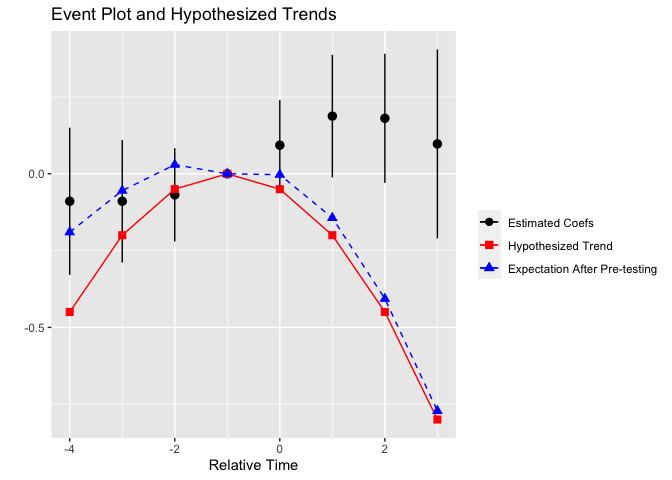 Event Plot and Hypothesized Trends
0.0
-0.5
-4
-2
0
2
Relative Time
Estimated Coefs
Hypothesized Trend
Expectation After Pre-testing